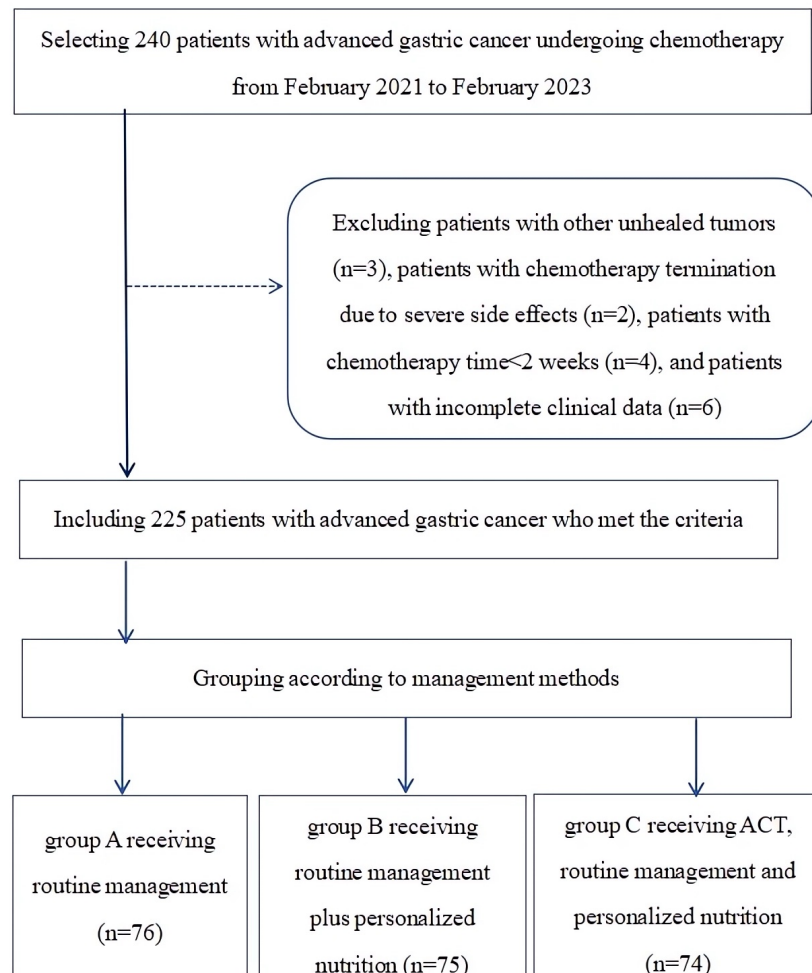 Selecting 240 patients with advanced gastric cancer undergoing chemotherapy
from February 2021 to February 2023
Excluding patients with other unhealed tumors
(n=3), patients with chemotherapy termination
due to severe side effects (n=2), patients with
chemotherapy time<2 weeks (n=4), and patients
with incomplete clinical data (n=6)
Including 225 patients with advanced gastric cancer who met the criteria
Grouping according to management methods
group A receiving
routine management
(n=76)
group B receiving
routine management
plus personalized
nutrition (n=75)
group C receiving ACT,
routine management and
personalized nutrition
(n=74)